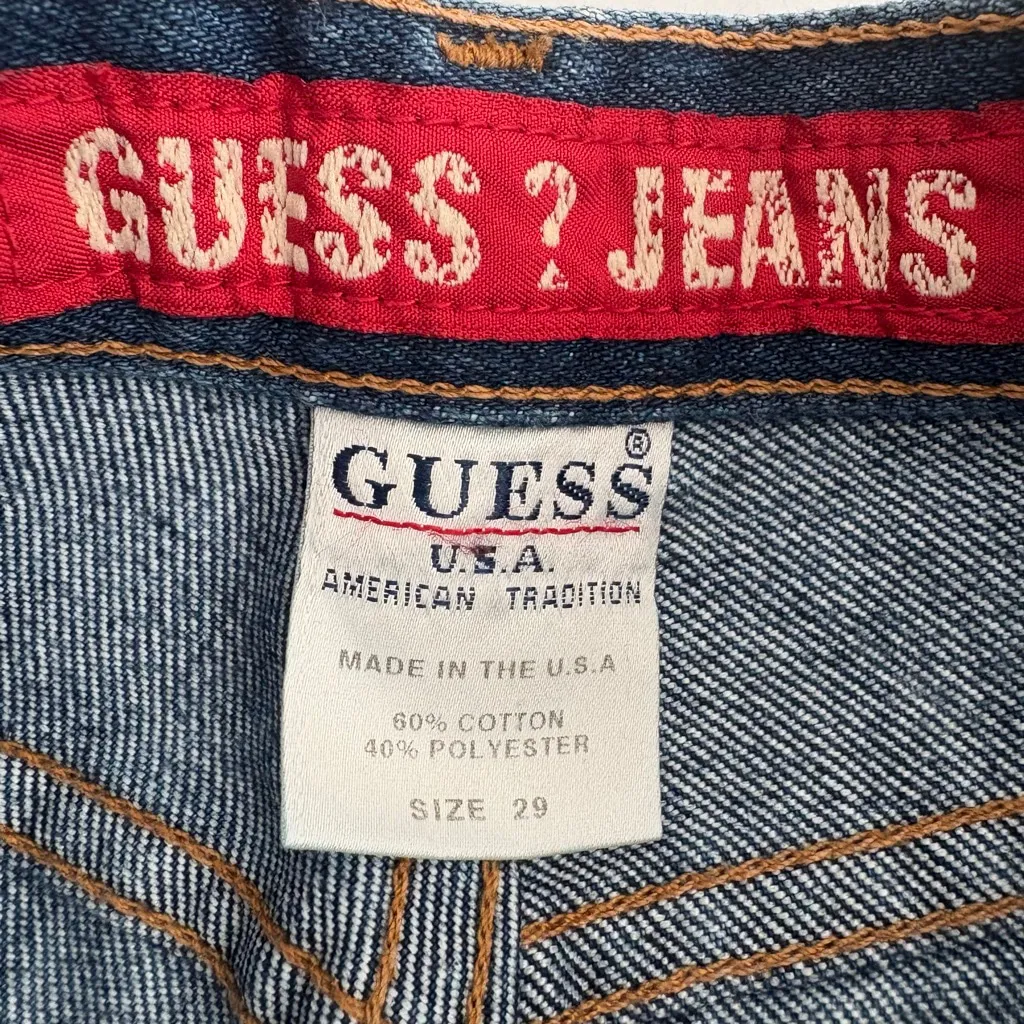 GUESS ? JEANS
GUESS®
U.S.A.
AMERICAN TRADITION
MADE IN THE U.S.A
60% COTTON
40% POLYESTER
SIZE 29